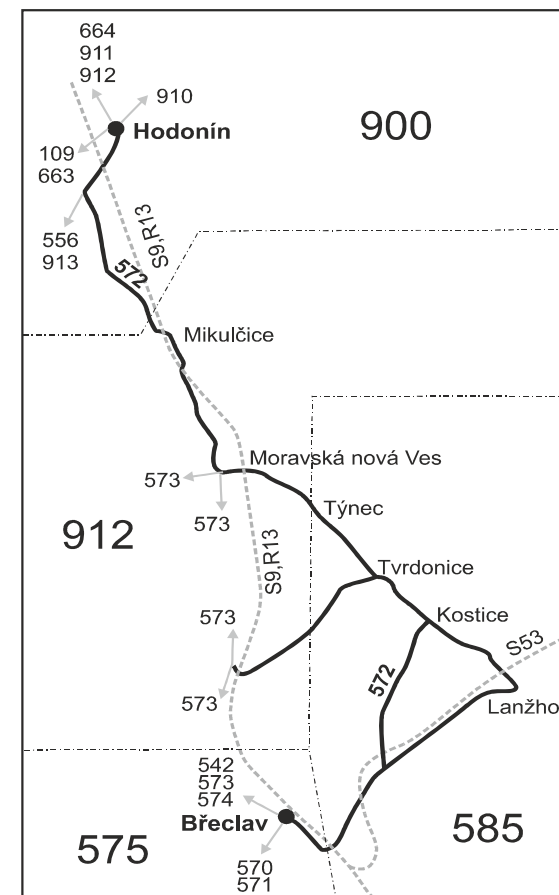 664
911
912
910
Hodonín
900
109
663
556
913
S9,R13
572
Mikulčice
Moravská nová Ves
573
573
Týnec
912
S9,R13
Tvrdonice
573
Kostice
S53
572
573
Lanžho
542
573
574
Břeclav
575
585
570
571